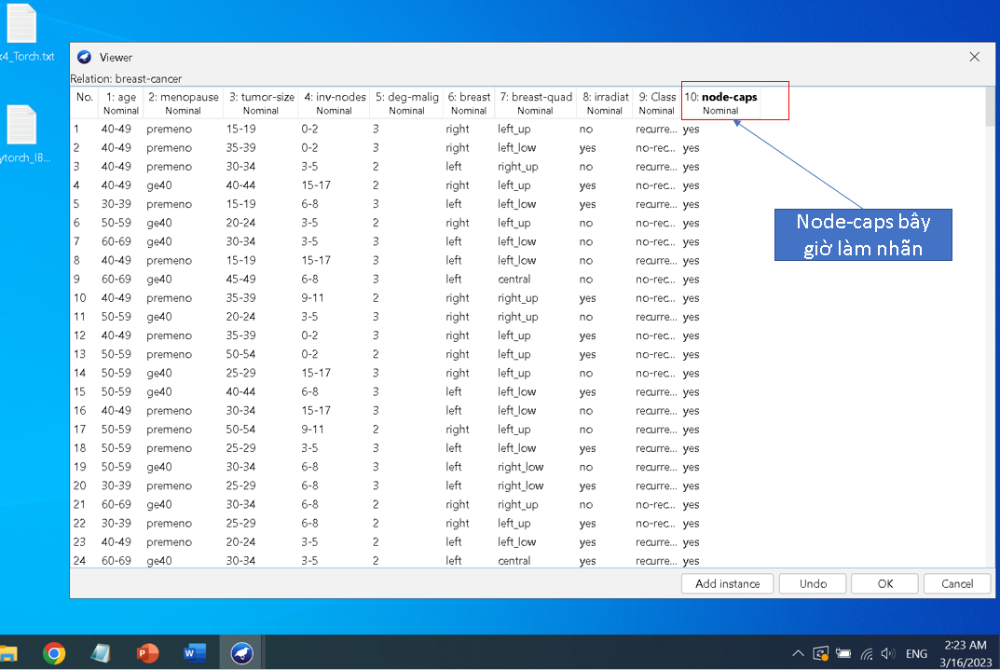 x4_Torch.txt
ytorch_IB...
Viewer
Relation: breast-cancer
No. 1: age 2: menopause 3: tumor-size 4: inv-nodes 5: deg-malig 6: breast 7: breast-quad 8: irradiat 9: Class 10: node-caps
Nominal Nominal Nominal Nominal Nominal Nominal Nominal Nominal Nominal Nominal
1 40-49 premeno 15-19 0-2 3 right left_up no recurre... yes
2 40-49 premeno 35-39 0-2 3 right left_low yes no-rec... yes
3 40-49 premeno 30-34 3-5 2 left right_up no recurre... yes
4 40-49 ge40 40-44 15-17 2 right left_up yes no-rec... yes
5 30-39 premeno 15-19 6-8 3 left left_low yes recurre... yes
6 50-59 ge40 20-24 3-5 2 right left_up no no-rec... yes
7 60-69 ge40 30-34 3-5 3 left left_low no no-rec... yes
8 40-49 premeno 15-19 15-17 3 left left_low no recurre... yes
9 60-69 ge40 45-49 6-8 3 left central no no-rec... yes
10 40-49 premeno 35-39 9-11 2 right right_up yes no-rec... yes
11 50-59 ge40 20-24 3-5 3 right right_up no recurre... yes
12 40-49 premeno 35-39 0-2 3 right left_up yes no-rec... yes
13 50-59 premeno 50-54 0-2 2 right left_up yes no-rec... yes
14 50-59 ge40 25-29 15-17 3 right left_up no no-rec... yes
15 50-59 ge40 40-44 6-8 3 left left_low yes recurre... yes
16 40-49 premeno 30-34 15-17 3 left left_low no recurre... yes
17 50-59 premeno 50-54 9-11 2 right left_up no recurre... yes
18 50-59 premeno 25-29 3-5 3 left left_low yes recurre... yes
19 50-59 ge40 30-34 6-8 3 left right_low no recurre... yes
20 30-39 premeno 25-29 6-8 3 left right_low yes recurre... yes
21 60-69 ge40 30-34 6-8 2 right right_up no no-rec... yes
22 30-39 premeno 25-29 6-8 2 right left_up yes no-rec... yes
23 40-49 premeno 20-24 3-5 2 left left_low yes recurre... yes
24 60-69 ge40 30-34 3-5 2 left central yes recurre... yes
Node-caps bây
giờ làm nhãn
Add instance Undo OK Cancel
ENG
2:23 AM
3/16/2023